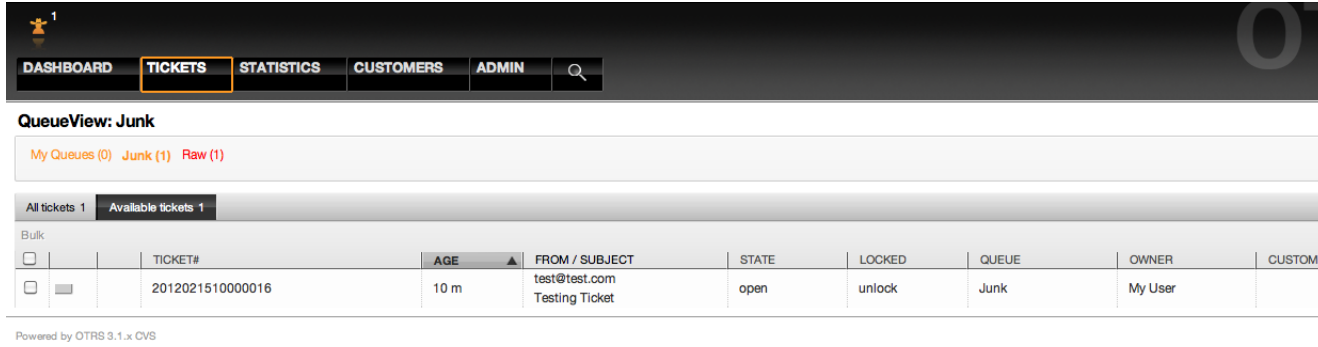 1
OT
DASHBOARD TICKETS STATISTICS CUSTOMERS ADMIN
QueueView: Junk
My Queues (0) Junk (1) Raw (1)
All tickets 1 Available tickets 1
Bulk
TICKET# AGE FROM / SUBJECT STATE LOCKED QUEUE OWNER CUSTOM
2012021510000016 10 m test@test.com open unlock Junk My User
Testing Ticket
Powered by OTRS 3.1.x CVS